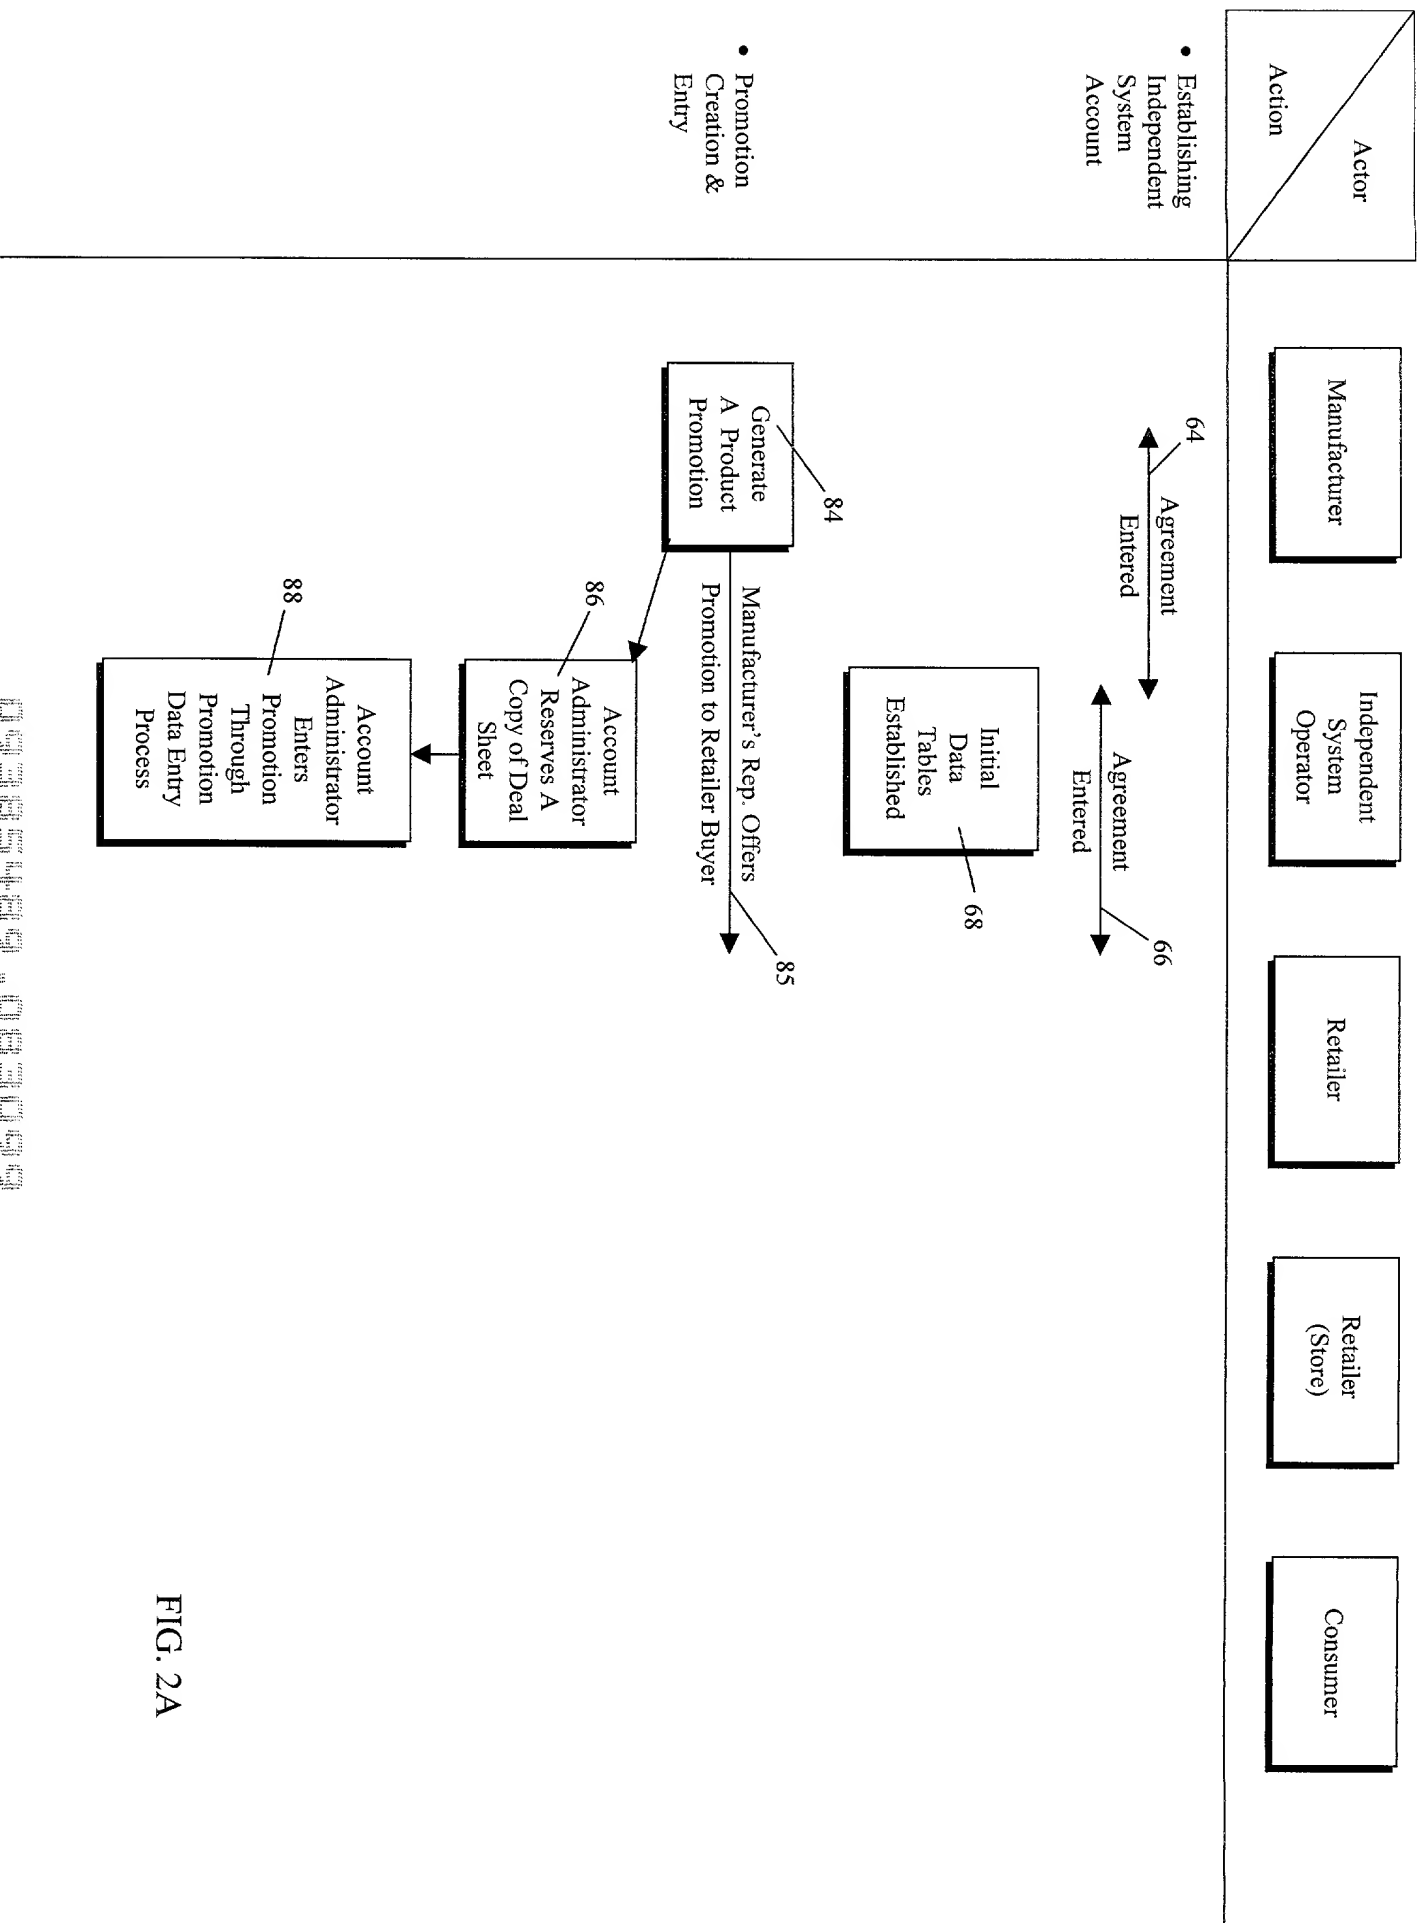 Actor
Action
Manufacturer
Independent
System
Operator
Retailer
Retailer
(Store)
Consumer
• Establishing
Independent
System
Account
64
Agreement
Entered
Agreement
Entered
66
Initial
Data
Tables
Established
68
• Promotion
Creation &
Entry
84
Generate
A Product
Promotion
85
Manufacturer's Rep. Offers
Promotion to Retailer Buyer
86
Account
Administrator
Reserves A
Copy of Deal
Sheet
88
Account
Administrator
Enters
Promotion
Through
Promotion
Data Entry
Process
FIG. 2A